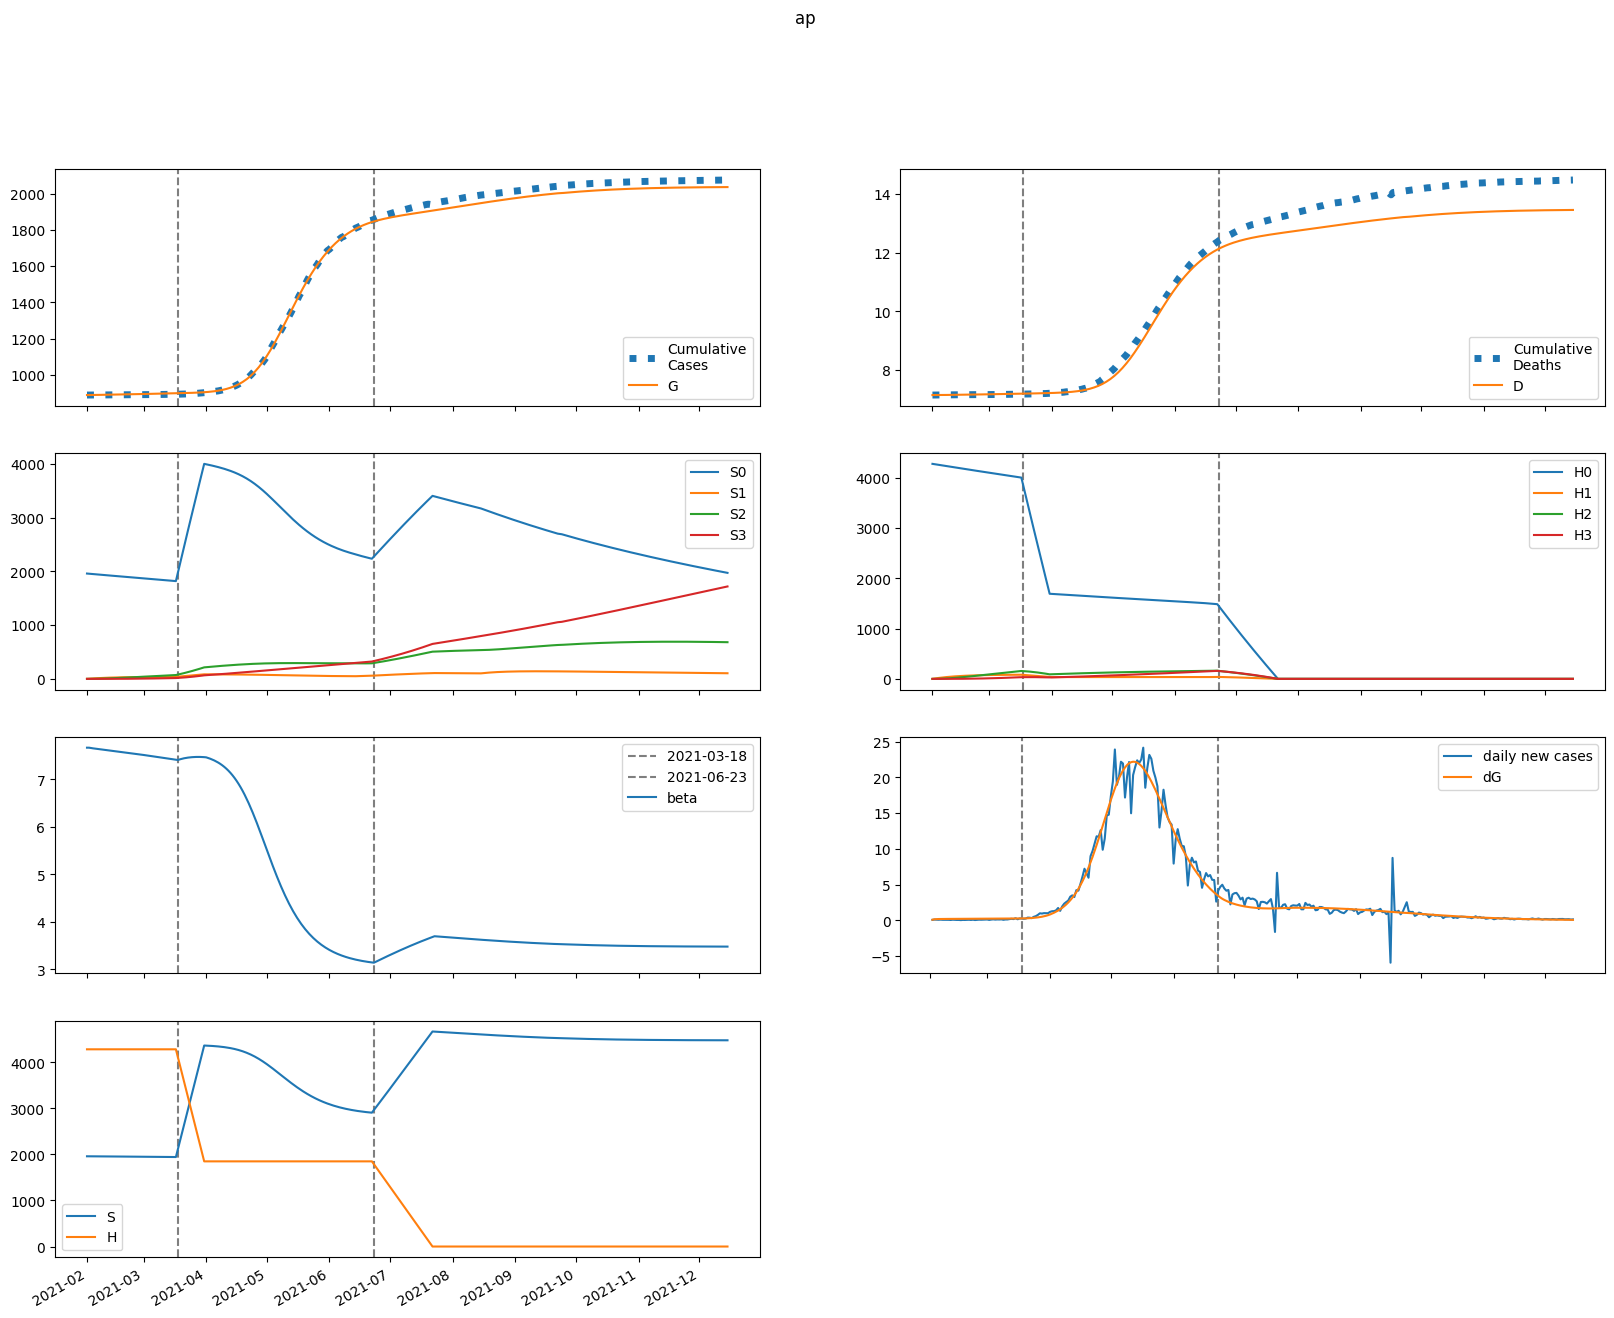 ap
2000
1800
1600
1400
1200
1000
Cumulative
Cases
G
14
12
10
8
Cumulative
Deaths
D
4000
3000
2000
1000
0
S0
S1
S2
S3
4000
3000
2000
1000
0
H0
H1
H2
H3
7
6
5
4
3
2021-03-18
2021-06-23
beta
25
20
15
10
5
0
−5
daily new cases
dG
4000
3000
2000
1000
0
S
H
2021-02
2021-03
2021-04
2021-05
2021-06
2021-07
2021-08
2021-09
2021-10
2021-11
2021-12